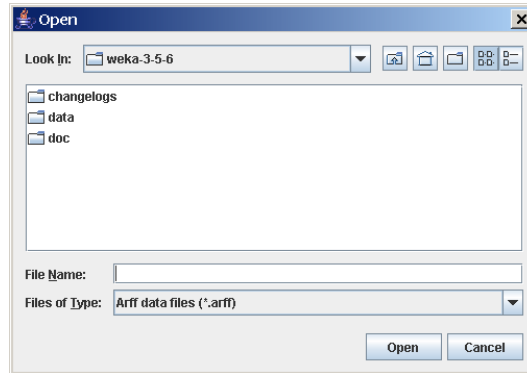 Open
Look In: weka-3-5-6
changelogs
data
doc
File Name:
Files of Type: Arff data files (*.arff)
Open Cancel